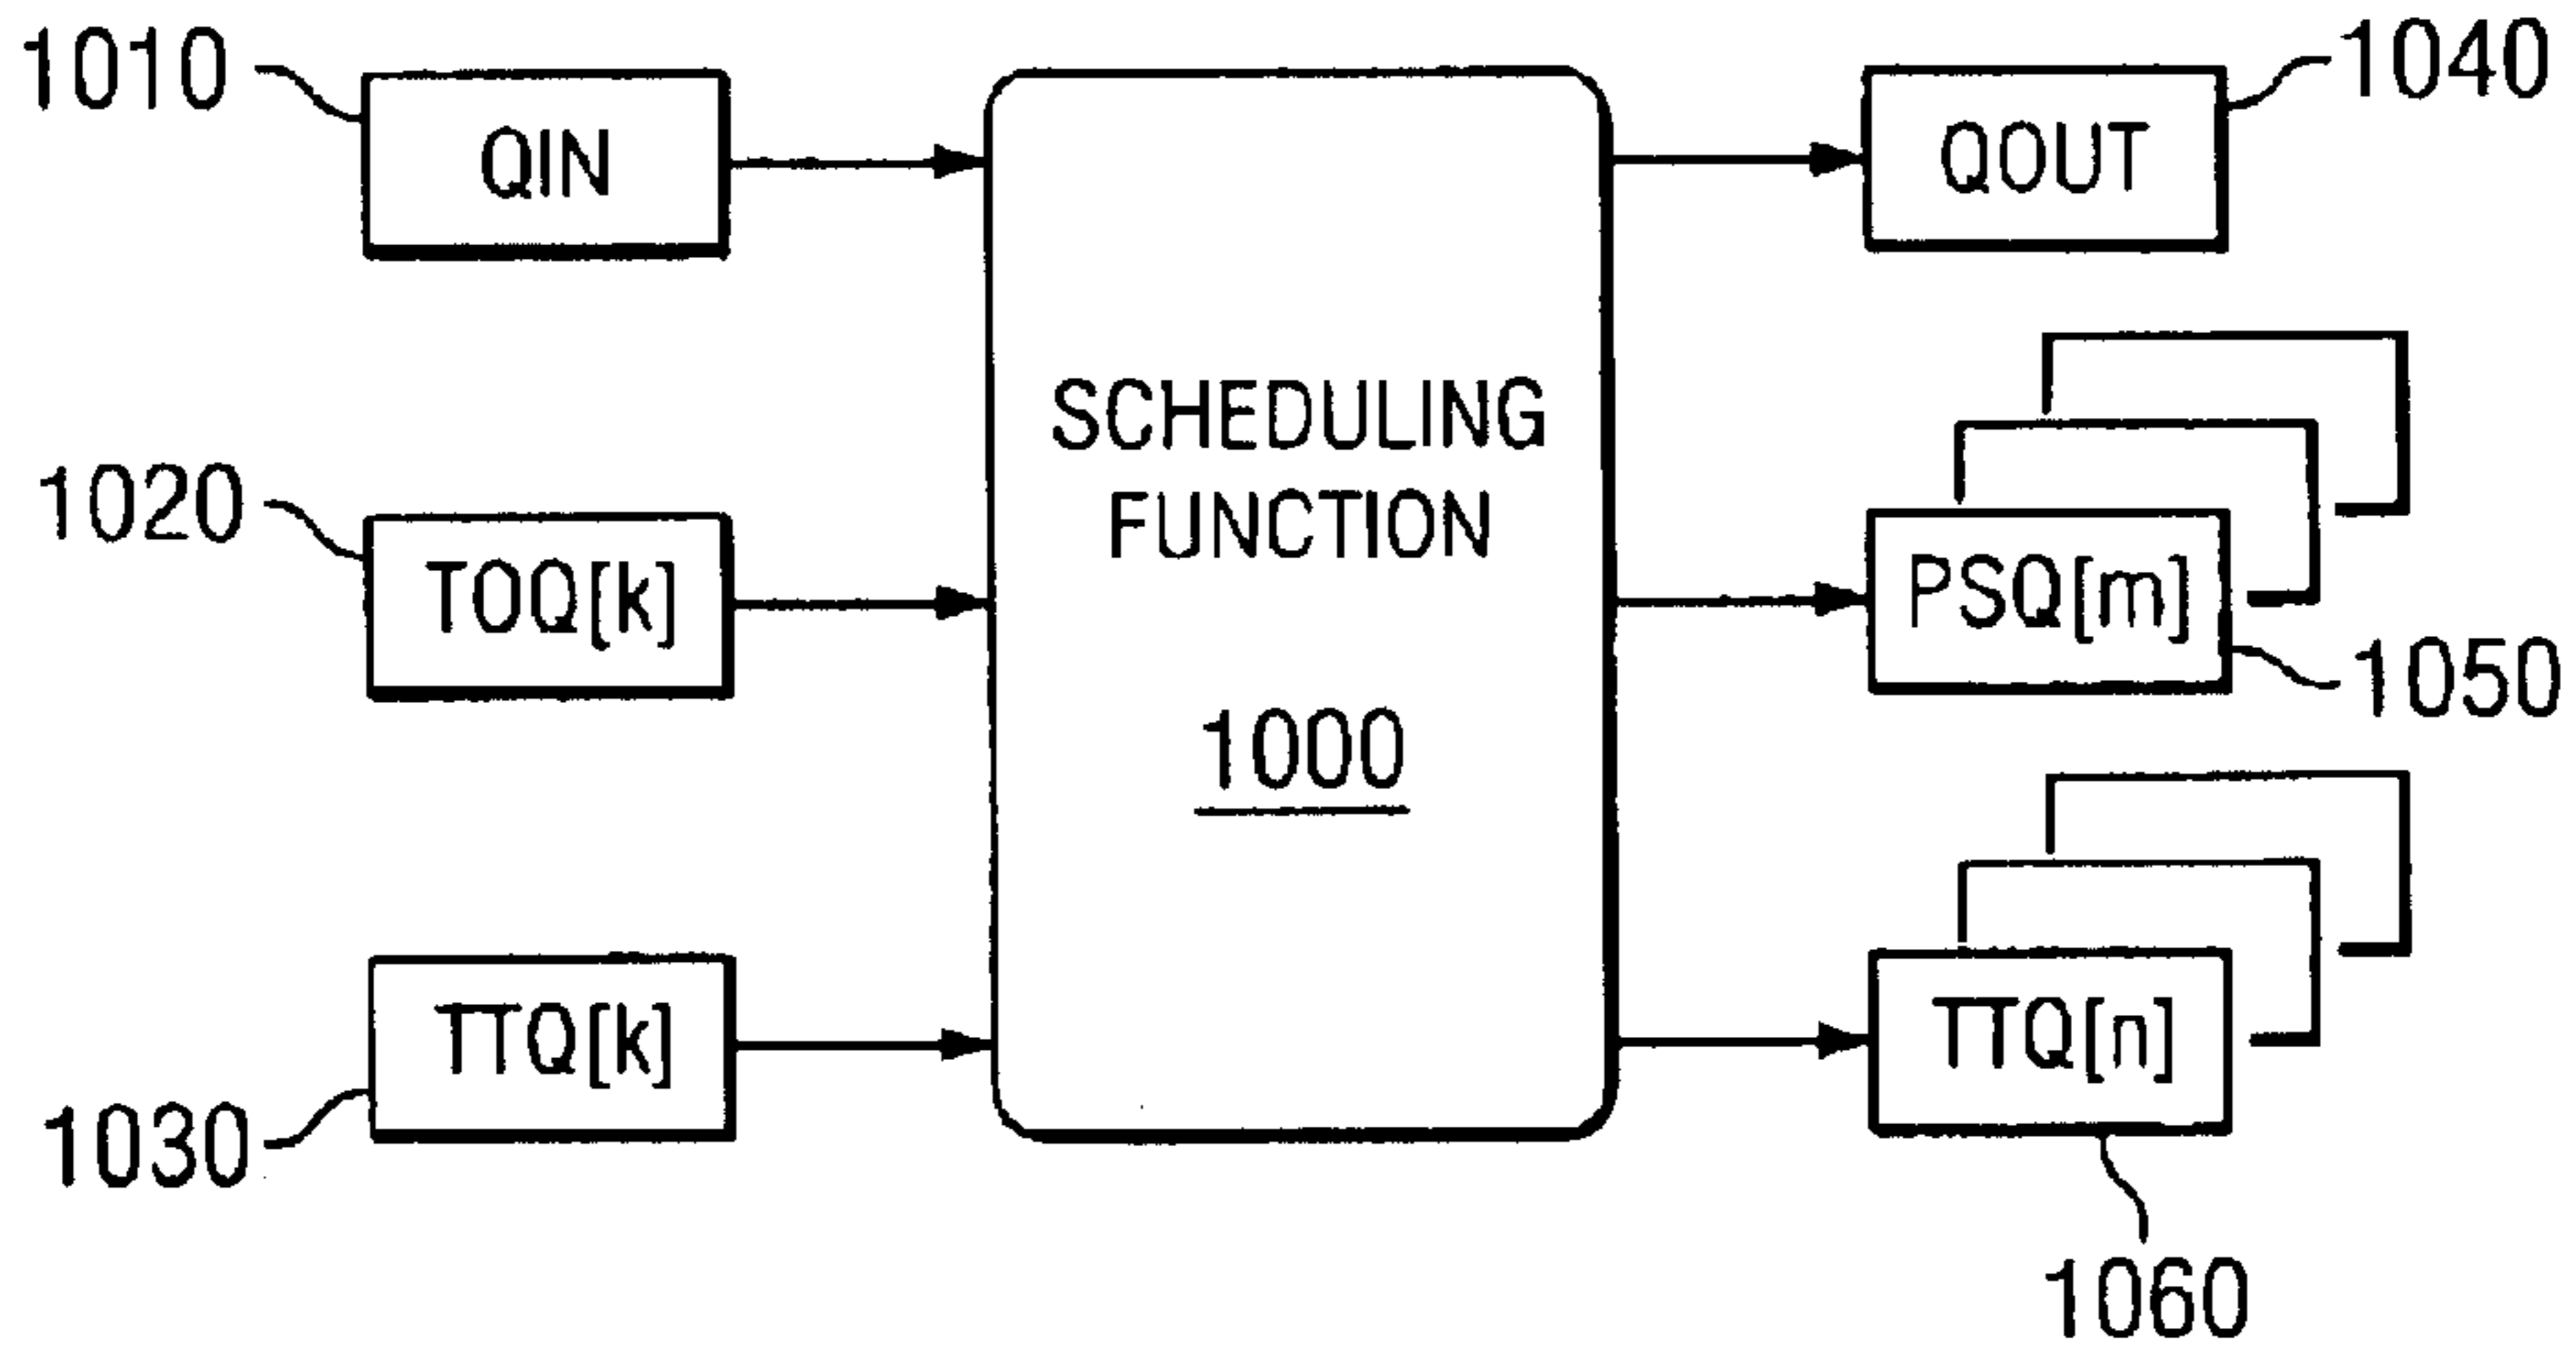 1010
QIN
1040
QOUT
SCHEDULING
FUNCTION
1000
1020
TOQ[k]
PSQ[m]
1050
1030
TTQ[k]
TTQ[n]
1060